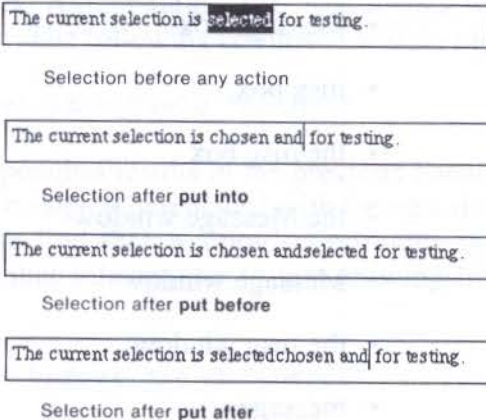 The current selection is selected for testing.
Selection before any action
The current selection is chosen and for testing.
Selection after put into
The current selection is chosen andselected for testing.
Selection after put before
The current selection is selectedchosen and for testing.
Selection after put after